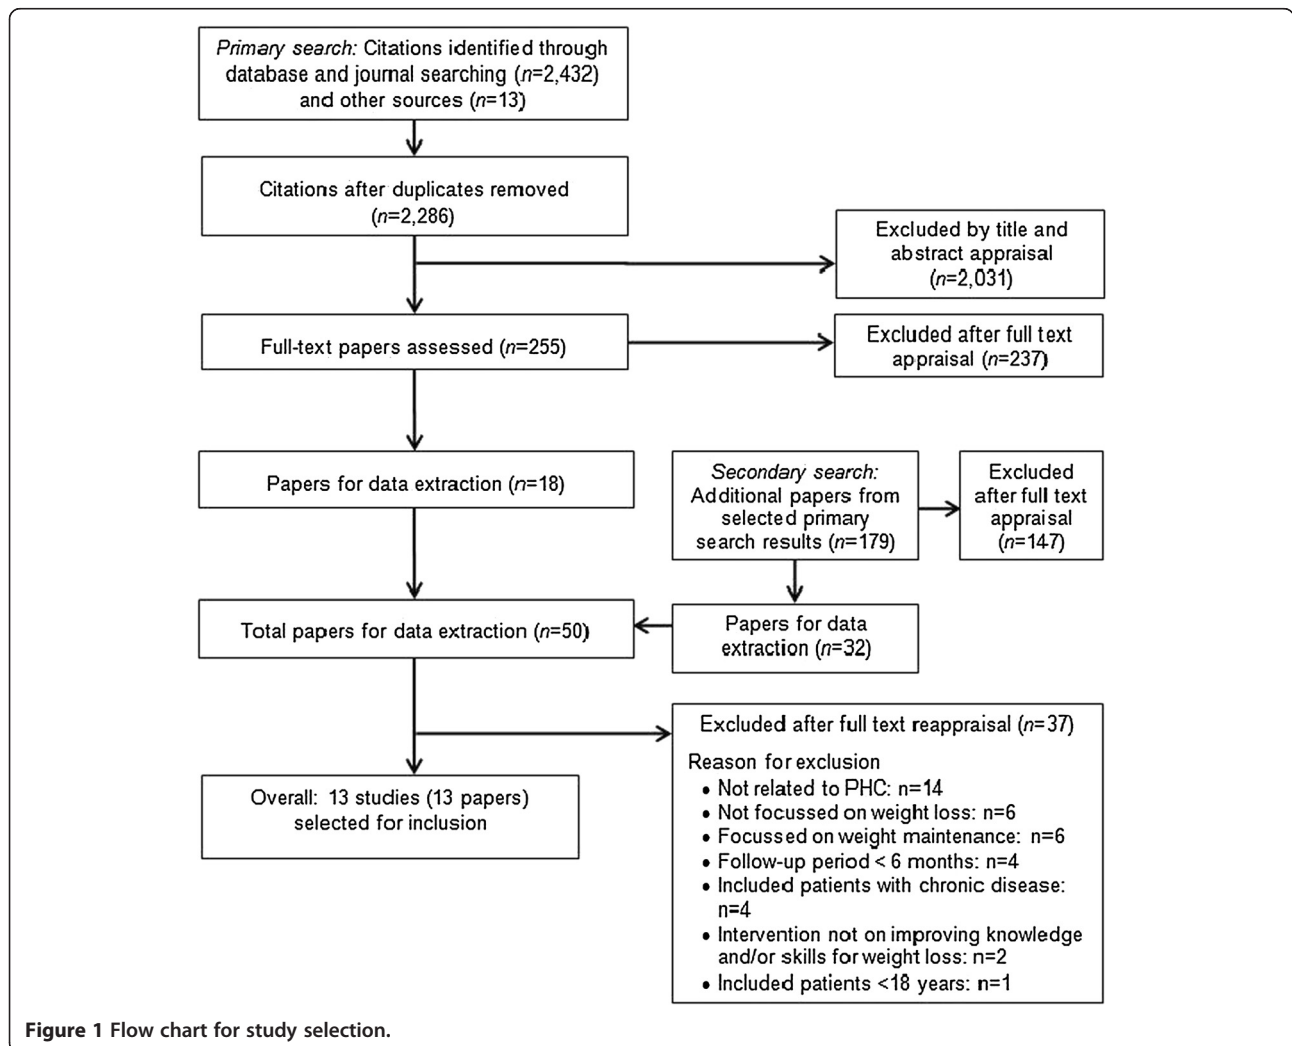 Primary search: Citations identified through
database and journal searching (n=2,432)
and other sources (n=13)
Citations after duplicates removed
(n=2,286)
Excluded by title and
abstract appraisal
(n=2,031)
Full-text papers assessed (n=255)
Excluded after full text
appraisal (n=237)
Papers for data extraction (n=18)
Secondary search:
Additional papers from
selected primary
search results (n=179)
Excluded
after full text
appraisal
(n=147)
Total papers for data extraction (n=50)
Papers for data
extraction (n=32)
Excluded after full text reappraisal (n=37)
Reason for exclusion
• Not related to PHC: n=14
• Not focussed on weight loss: n=6
• Focussed on weight maintenance: n=6
• Follow-up period < 6 months: n=4
• Included patients with chronic disease:
n=4
• Intervention not on improving knowledge
and/or skills for weight loss: n=2
• Included patients <18 years: n=1
Overall: 13 studies (13 papers)
selected for inclusion
Figure 1 Flow chart for study selection.